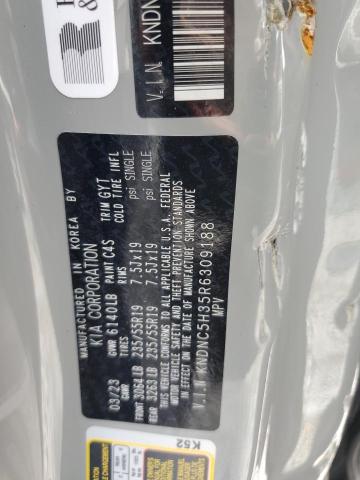 R
&
V.I.N KNDN
MANUFACTURED IN KOREA BY
KIA CORPORATION
03/23 GVWR 6140LB PAINT C4S TRIM GYT
GAWR TIRES RIMS COLD TIRE INFL
FRONT 3064LB 235/55R19 7.5Jx19 psi SINGLE
REAR 3263LB 235/55R19 7.5Jx19 psi SINGLE
THIS VEHICLE CONFORMS TO ALL APPLICABLE U.S.A. FEDERAL
MOTOR VEHICLE SAFETY AND THEFT PREVENTION STANDARDS
IN EFFECT ON THE DATE OF MANUFACTURE SHOWN ABOVE
V.I.N KNDNC5H35R6309188
MPV
K52